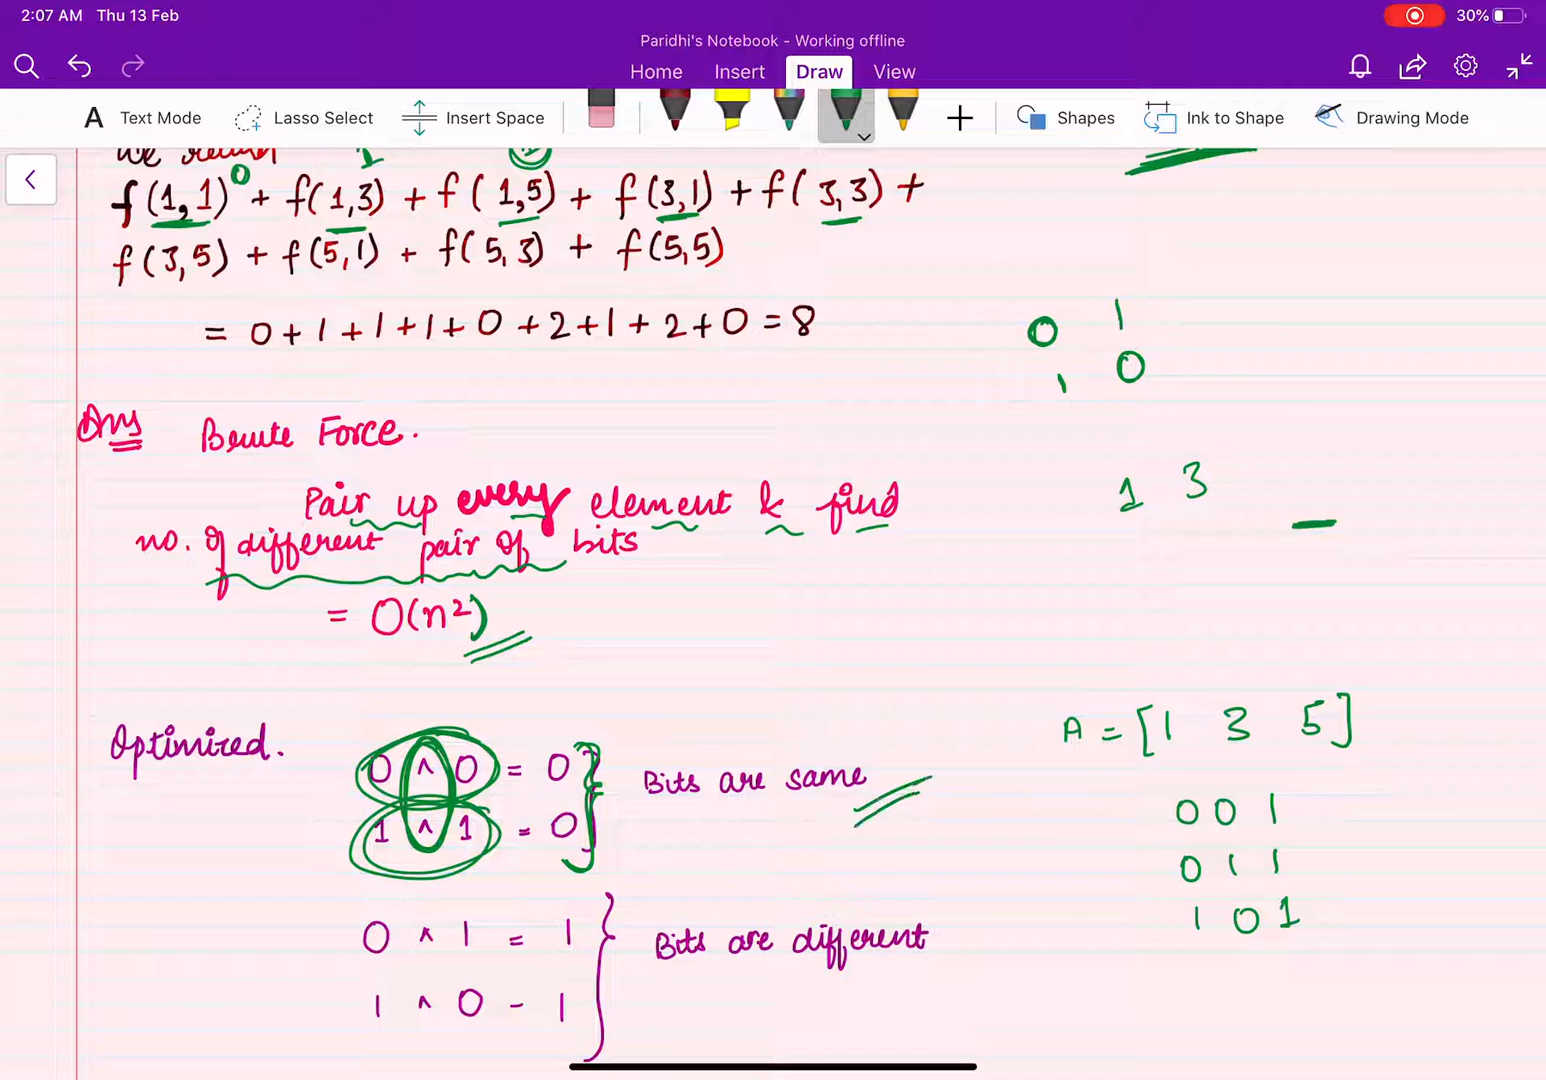 2:07 AM Thu 13 Feb
30%
Paridhi's Notebook - Working offline
Home Insert Draw View
A Text Mode Lasso Select Insert Space Shapes Ink to Shape Drawing Mode
we return 1
f(1,1) 0 + f(1,3) + f(1,5) + f(3,1) + f(3,3) +
f(3,5) + f(5,1) + f(5,3) + f(5,5)
= 0+1+1+1+0+2+1+2+0 = 8
0 1
1 0
Ans Brute Force.
1 3
Pair up every element & find
no. of different pair of bits
= O(n²)
Optimized.
A = [1 3 5]
0 ^ 0 = 0
1 ^ 1 = 0
Bits are same
0 0 1
0 1 1
1 0 1
0 ^ 1 = 1
1 ^ 0 - 1
Bits are different